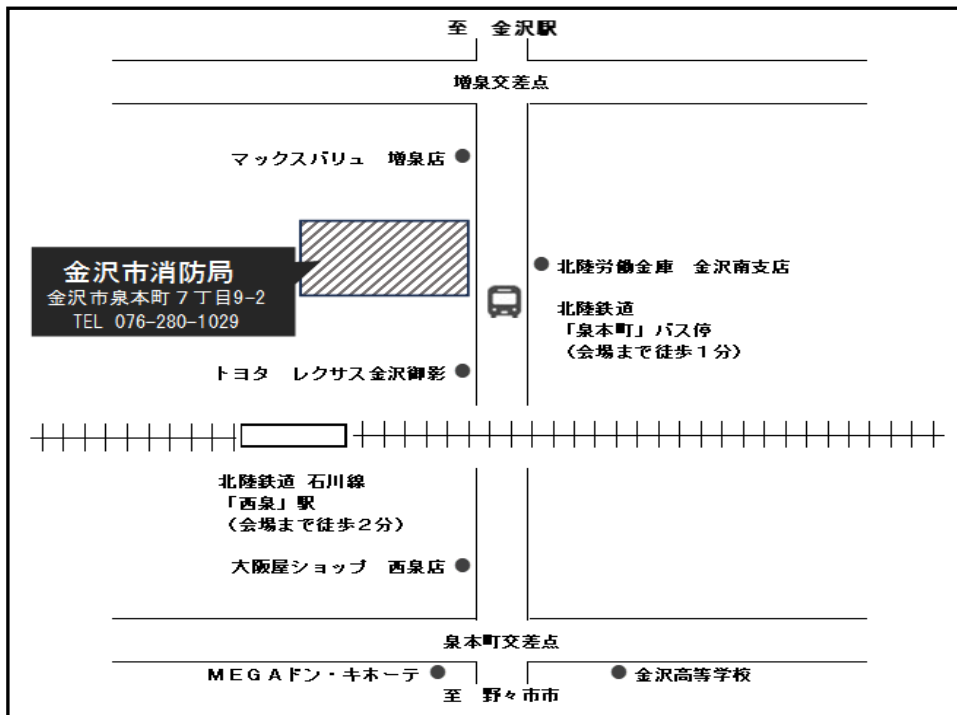 至　金沢駅
増泉交差点
マックスバリュ　増泉店
金沢市消防局
金沢市泉本町７丁目9-2
TEL 076-280-1029
北陸労働金庫　金沢南支店
北陸鉄道
「泉本町」バス停
（会場まで徒歩１分）
トヨタ　レクサス金沢御影
北陸鉄道 石川線
「西泉」駅
（会場まで徒歩２分）
大阪屋ショップ　西泉店
泉本町交差点
ＭＥＧＡドン・キホーテ
金沢高等学校
至　野々市市